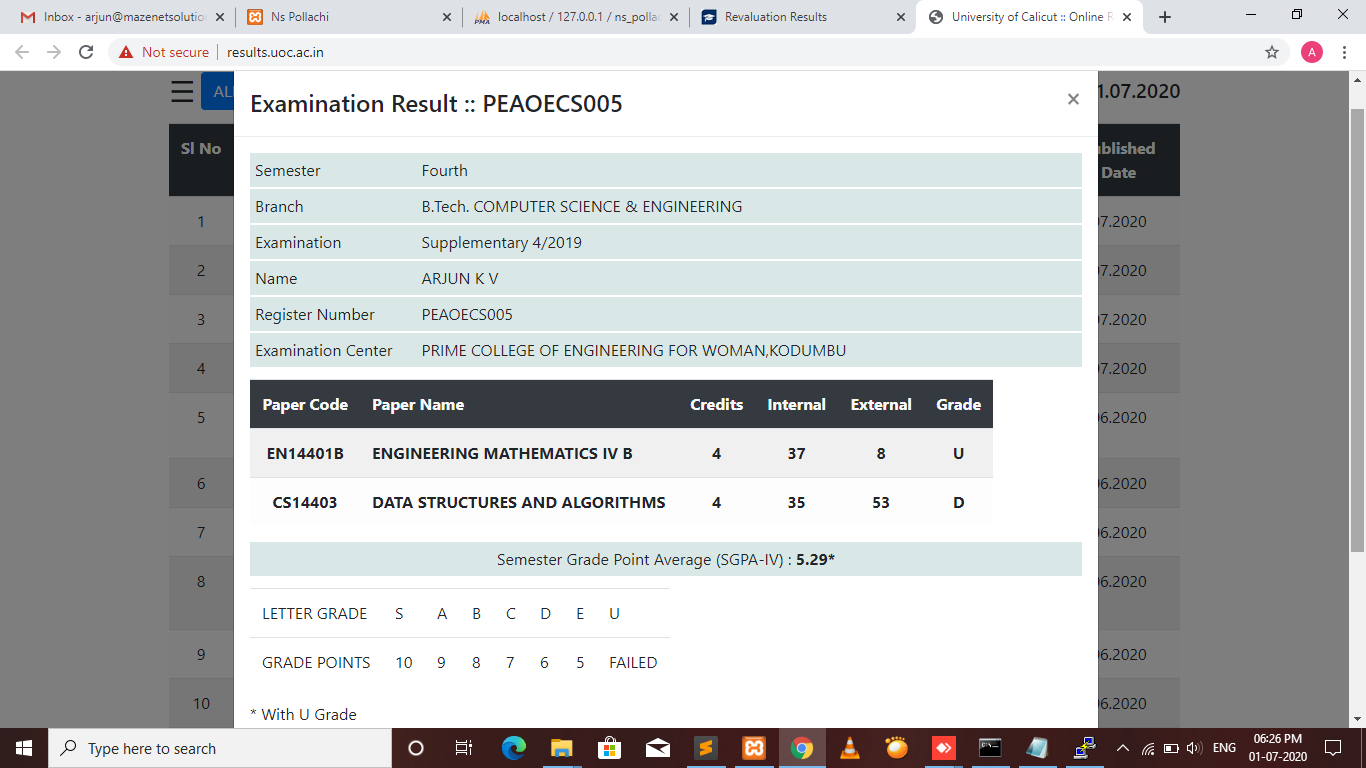 Inbox - arjun@mazenetsolutio
Ns Pollachi
localhost / 127.0.0.1 / ns_pollac
Revaluation Results
University of Calicut :: Online R
Not secure
results.uoc.ac.in
A
AL
Examination Result :: PEAOECS005
×
1.07.2020
Sl No
blished
Date
Semester Fourth
Branch B.Tech. COMPUTER SCIENCE & ENGINEERING
Examination Supplementary 4/2019
Name ARJUN K V
Register Number PEAOECS005
Examination Center PRIME COLLEGE OF ENGINEERING FOR WOMAN,KODUMBU
1 7.2020
2 7.2020
3 7.2020
4 7.2020
5 6.2020
6 6.2020
7 6.2020
8 6.2020
9 6.2020
10 6.2020
Paper Code Paper Name Credits Internal External Grade
EN14401B ENGINEERING MATHEMATICS IV B 4 37 8 U
CS14403 DATA STRUCTURES AND ALGORITHMS 4 35 53 D
Semester Grade Point Average (SGPA-IV) : 5.29*
LETTER GRADE S A B C D E U
GRADE POINTS 10 9 8 7 6 5 FAILED
* With U Grade
Type here to search
ENG
06:26 PM
01-07-2020